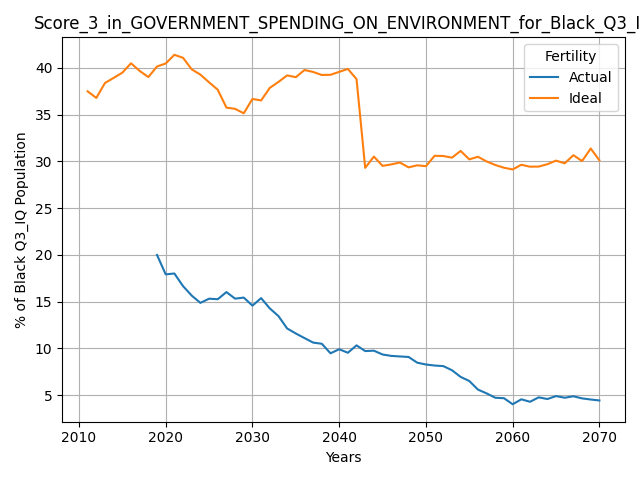 Score_3_in_GOVERNMENT_SPENDING_ON_ENVIRONMENT_for_Black_Q3_I
Fertility
Actual
Ideal
40
35
30
25
20
15
10
5
% of Black Q3_IQ Population
2010 2020 2030 2040 2050 2060 2070
Years